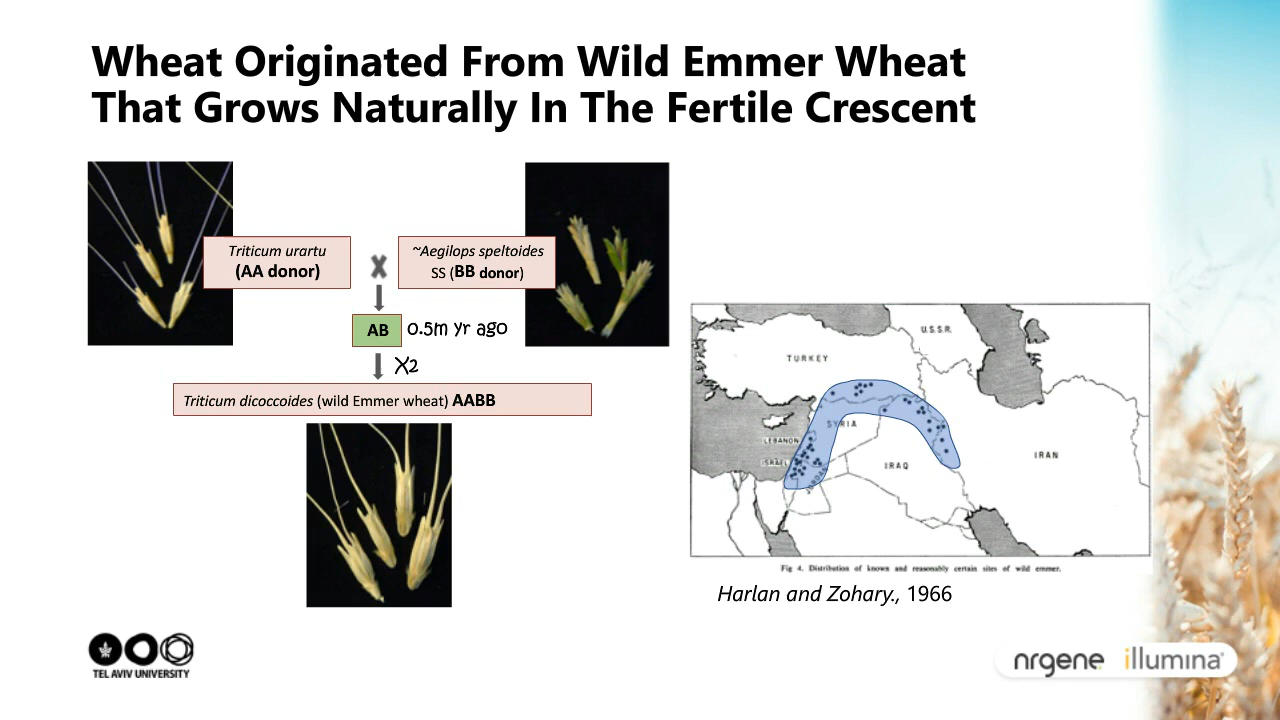 Wheat Originated From Wild Emmer Wheat
That Grows Naturally In The Fertile Crescent
Triticum urartu
(AA donor)
X
~Aegilops speltoides
SS (BB donor)
AB
0.5m yr ago
X2
Triticum dicoccoides (wild Emmer wheat) AABB
U.S.S.R.
TURKEY
SYRIA
LEBANON
ISRAEL
JORDAN
IRAQ
IRAN
Fig 4. Distribution of known and reasonably certain sites of wild emmer.
Harlan and Zohary., 1966
TEL AVIV UNIVERSITY
nrgene
illumina®